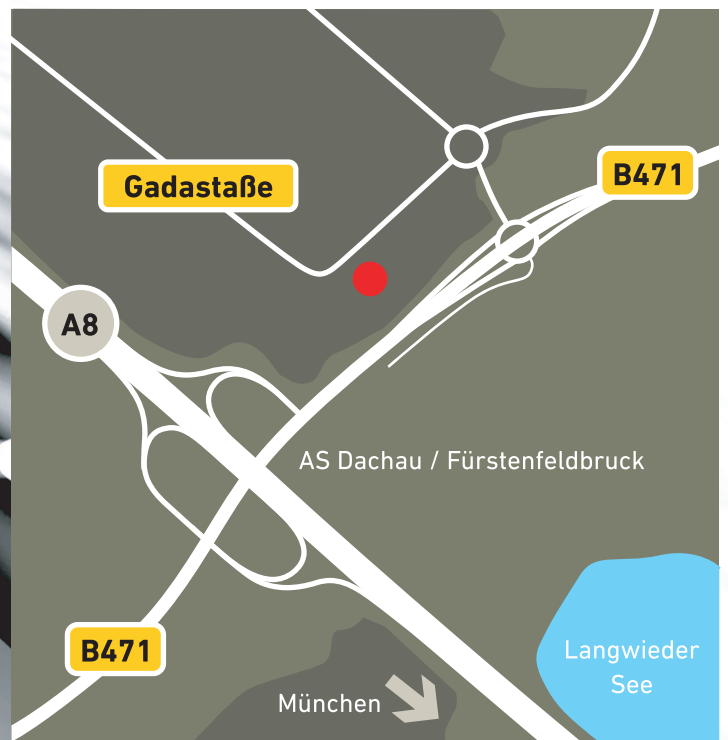 B471
Gadastaße
A8
AS Dachau / Fürstenfeldbruck
B471
Langwieder
See
München